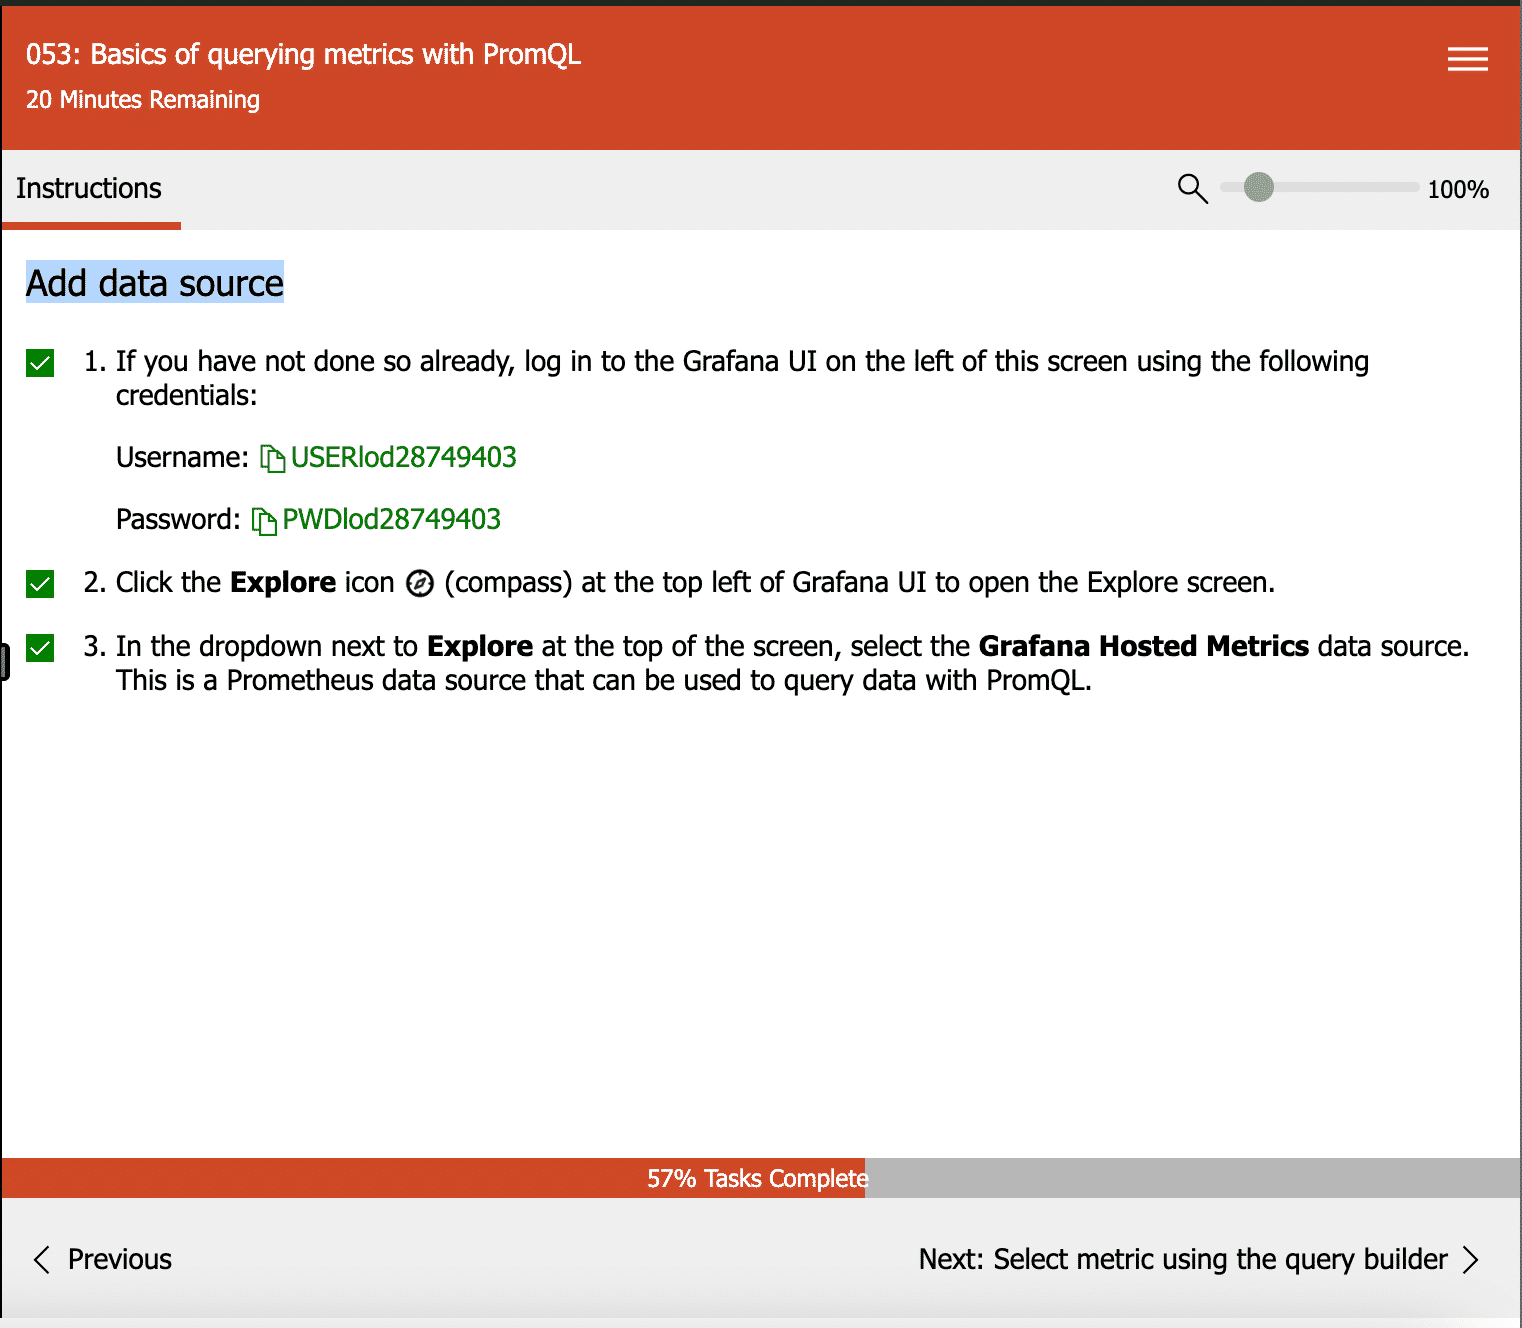 053: Basics of querying metrics with PromQL
20 Minutes Remaining
Instructions
100%
Add data source
1. If you have not done so already, log in to the Grafana UI on the left of this screen using the following
credentials:
Username: USERlod28749403
Password: PWDlod28749403
2. Click the Explore icon (compass) at the top left of Grafana UI to open the Explore screen.
3. In the dropdown next to Explore at the top of the screen, select the Grafana Hosted Metrics data source.
This is a Prometheus data source that can be used to query data with PromQL.
57% Tasks Complete
Previous
Next: Select metric using the query builder